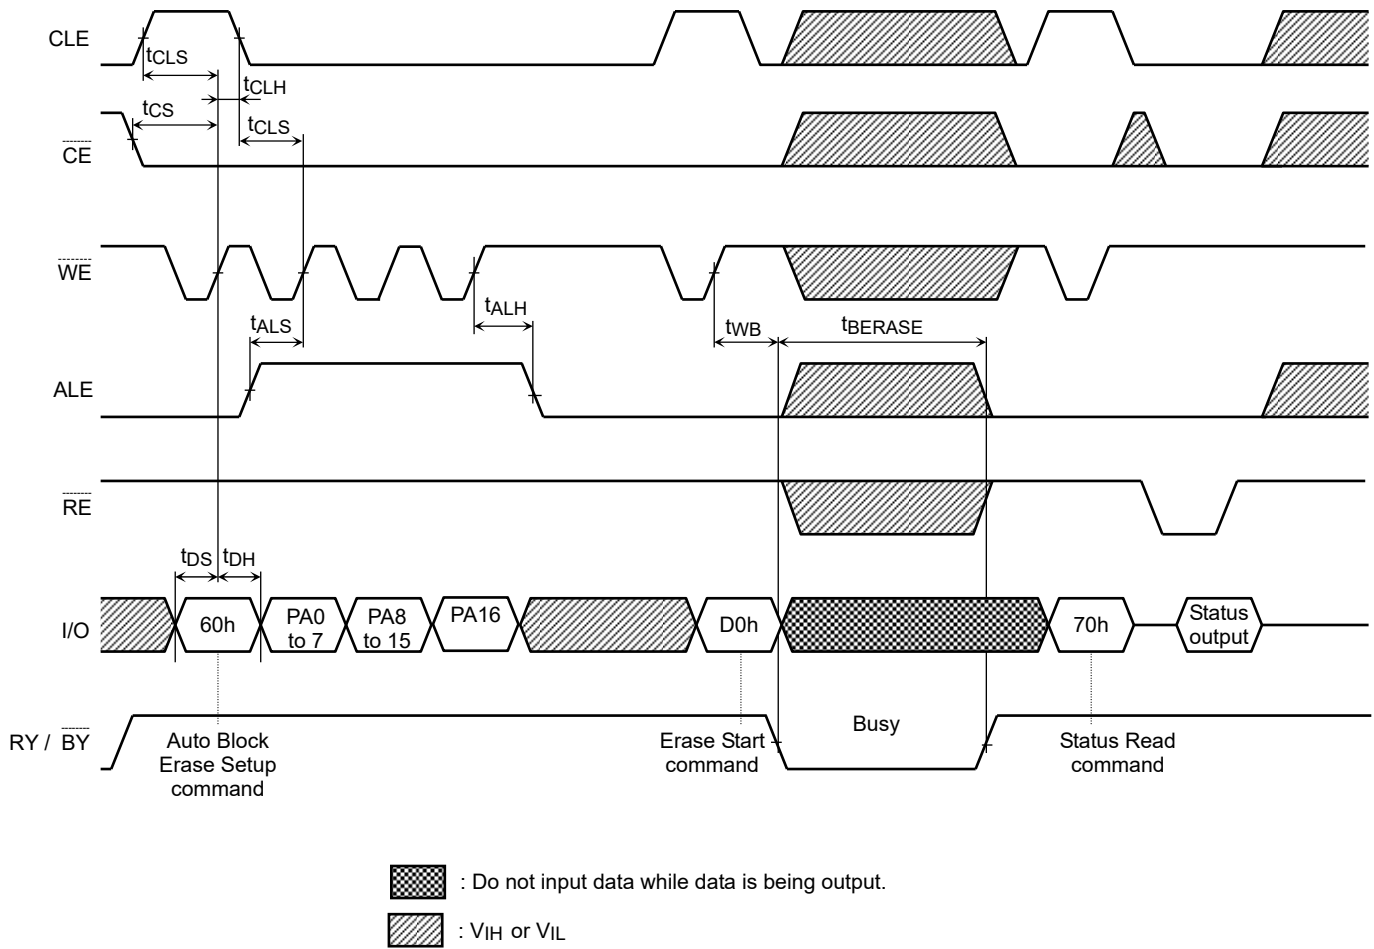 CLE
tCLS
tCLH
tCS
tCLS
CE
WE
tALH
tALS
tWB
tBERASE
ALE
RE
tDS tDH
I/O
60h
PA0
to 7
PA8
to 15
PA16
D0h
70h
Status
output
RY / BY
Auto Block
Erase Setup
command
Erase Start
command
Busy
Status Read
command
: Do not input data while data is being output.
: VIH or VIL